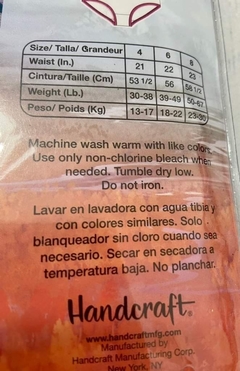 Size/ Talla/ Grandeur 4 6 8
Waist (In.) 21 22 23
Cintura/Taille (Cm) 53 1/2 56 58 1/2
Weight (Lb.) 30-38 39-49 50-67
Peso/ Poids (Kg) 13-17 18-22 23-30
Machine wash warm with like colors.
Use only non-chlorine bleach when
needed. Tumble dry low.
Do not iron.
Lavar en lavadora con agua tibia y
con colores similares. Solo
blanqueador sin cloro cuando sea
necesario. Secar en secadora a
temperatura baja. No planchar.
Handcraft®
www.handcraftmfg.com
Manufactured by
Handcraft Manufacturing Corp.
New York, NY